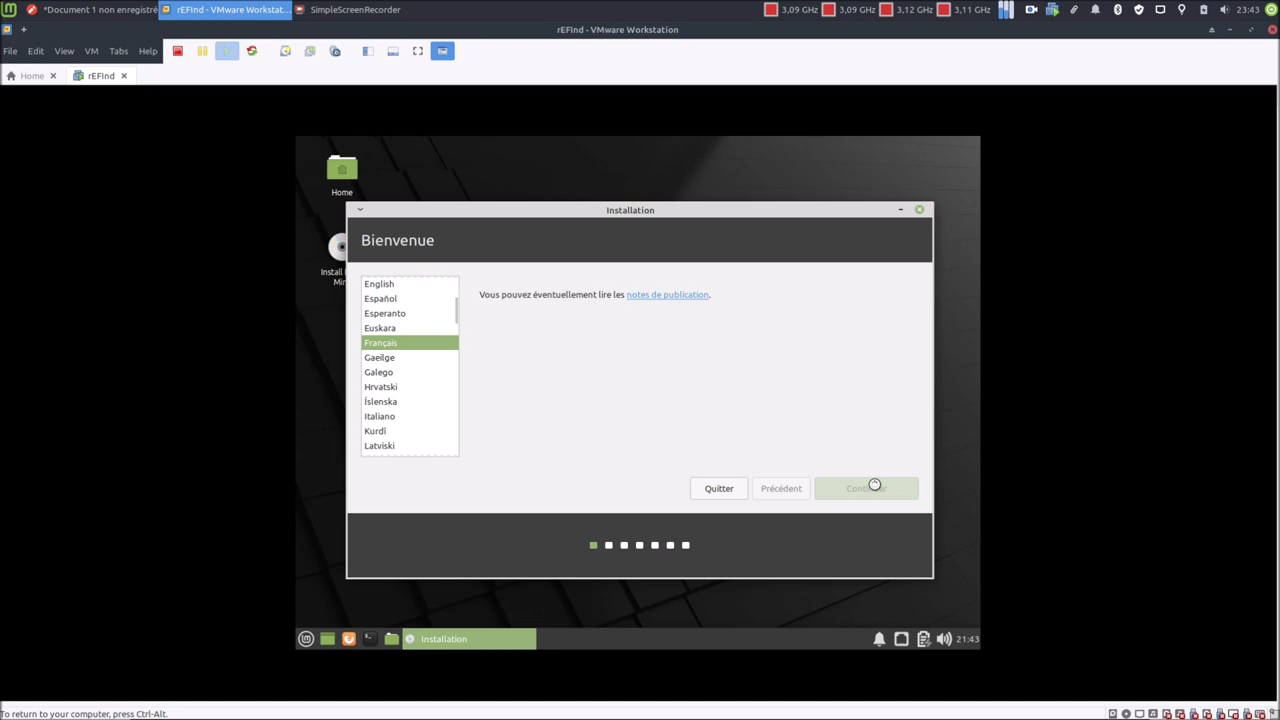 *Document 1 non enregistré
rEFInd - VMware Workstat...
SimpleScreenRecorder
3,09 GHz
3,09 GHz
3,12 GHz
3,11 GHz
23:43
rEFInd - VMware Workstation
File Edit View VM Tabs Help
Home
rEFInd
Home
Install
Min
Installation
Bienvenue
English
Español
Esperanto
Euskara
Français
Gaeilge
Galego
Hrvatski
Íslenska
Italiano
Kurdî
Latviski
Vous pouvez éventuellement lire les notes de publication.
Quitter
Précédent
Installation
21:43
To return to your computer, press Ctrl-Alt.